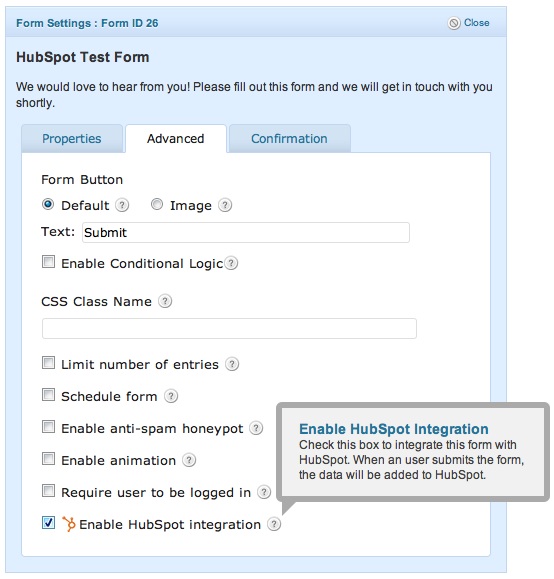 Form Settings : Form ID 26
Close
HubSpot Test Form
We would love to hear from you! Please fill out this form and we will get in touch with you
shortly.
Properties
Advanced
Confirmation
Form Button
Default ?
Image ?
Text: Submit
Enable Conditional Logic ?
CSS Class Name ?
Limit number of entries ?
Schedule form ?
Enable anti-spam honeypot ?
Enable animation ?
Require user to be logged in ?
Enable HubSpot integration ?
Enable HubSpot Integration
Check this box to integrate this form with
HubSpot. When an user submits the form,
the data will be added to HubSpot.